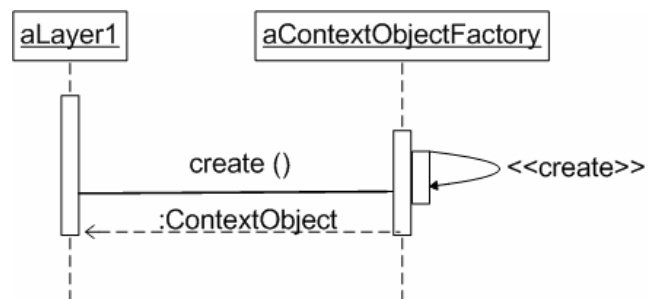 aLayer1
aContextObjectFactory
create ()
<<create>>
:ContextObject